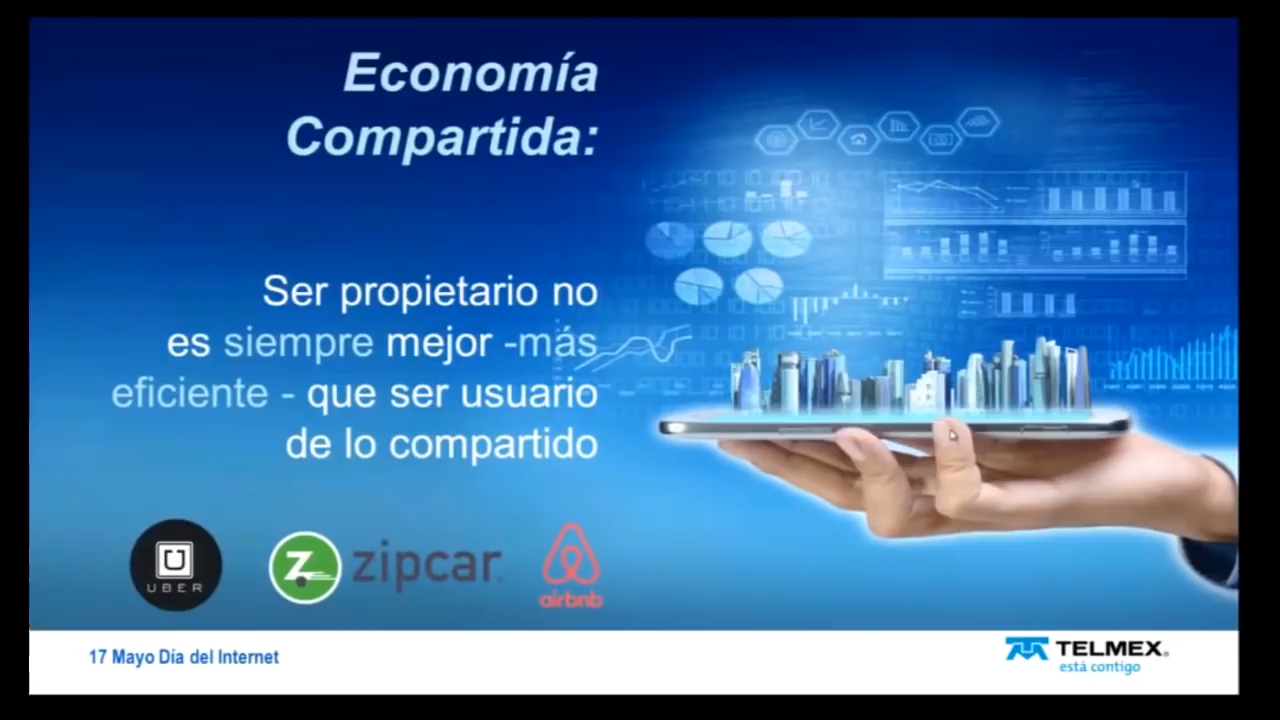 Economía
Compartida:
Ser propietario no
es siempre mejor -más
eficiente - que ser usuario
de lo compartido
UBER
Z zipcar.
airbnb
17 Mayo Día del Internet
TELMEX®
está contigo